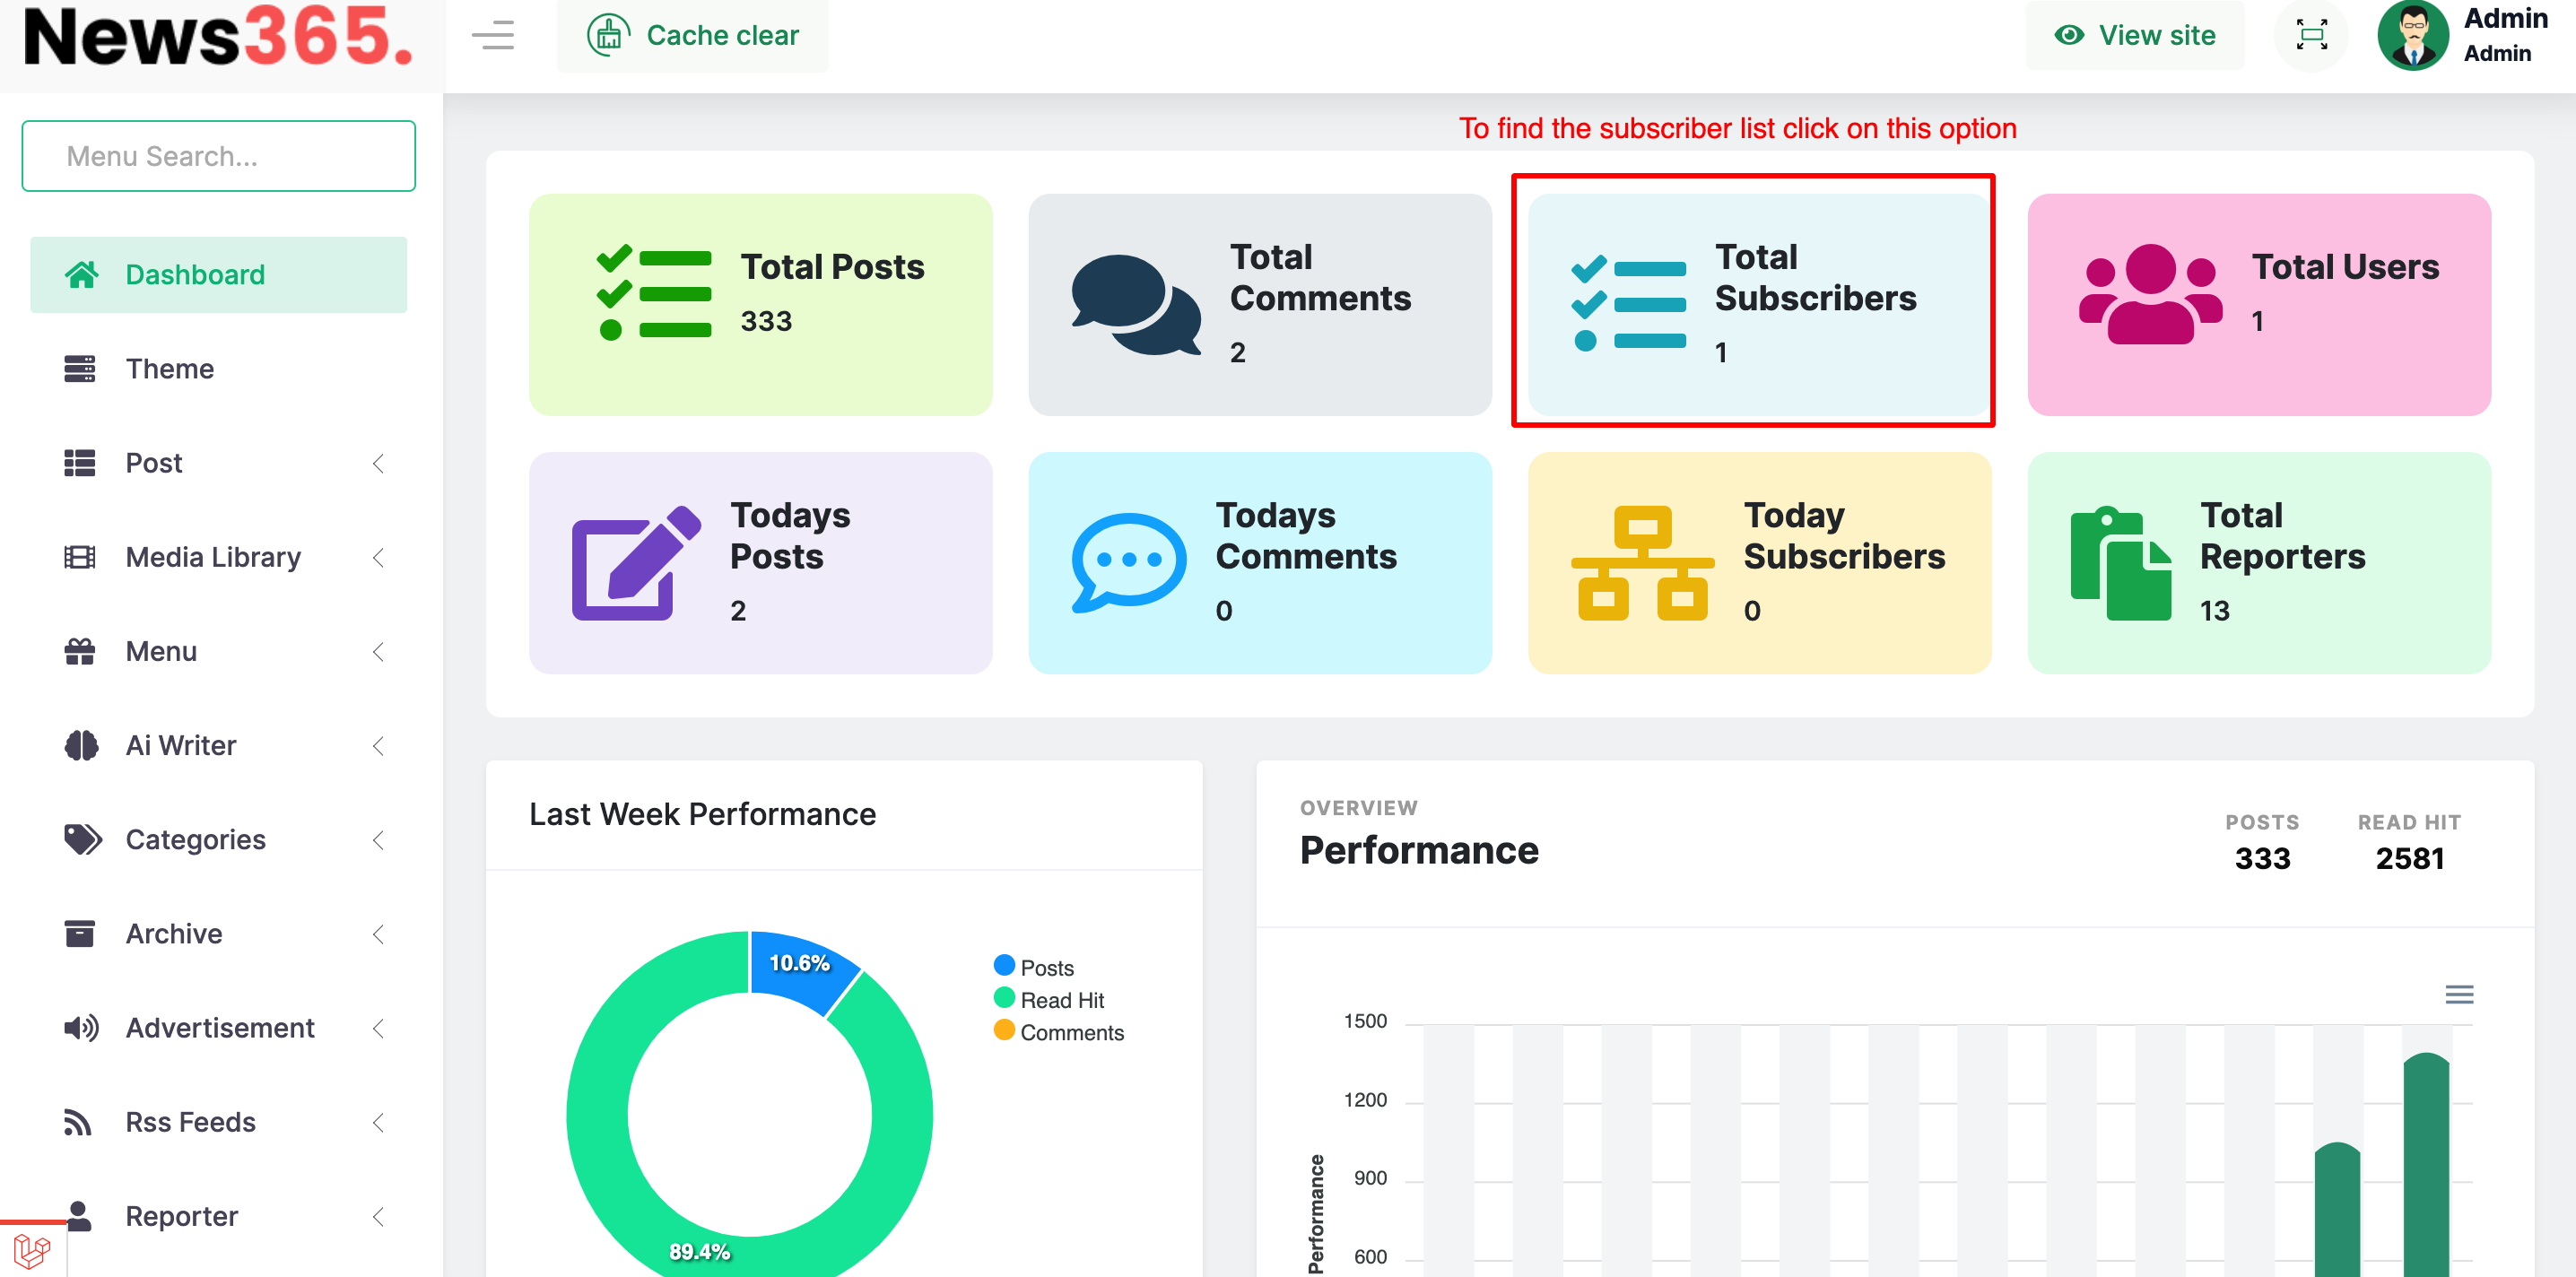 News365.
Cache clear
View site
Admin
Admin
To find the subscriber list click on this option
Menu Search...
Dashboard
Theme
Post
Media Library
Menu
Ai Writer
Categories
Archive
Advertisement
Rss Feeds
Reporter
Total Posts
333
Total
Comments
2
Total
Subscribers
1
Total Users
1
Todays
Posts
2
Todays
Comments
0
Today
Subscribers
0
Total
Reporters
13
Last Week Performance
10.6%
89.4%
Posts
Read Hit
Comments
OVERVIEW
Performance
POSTS
333
READ HIT
2581
1500
1200
900
600
Performance